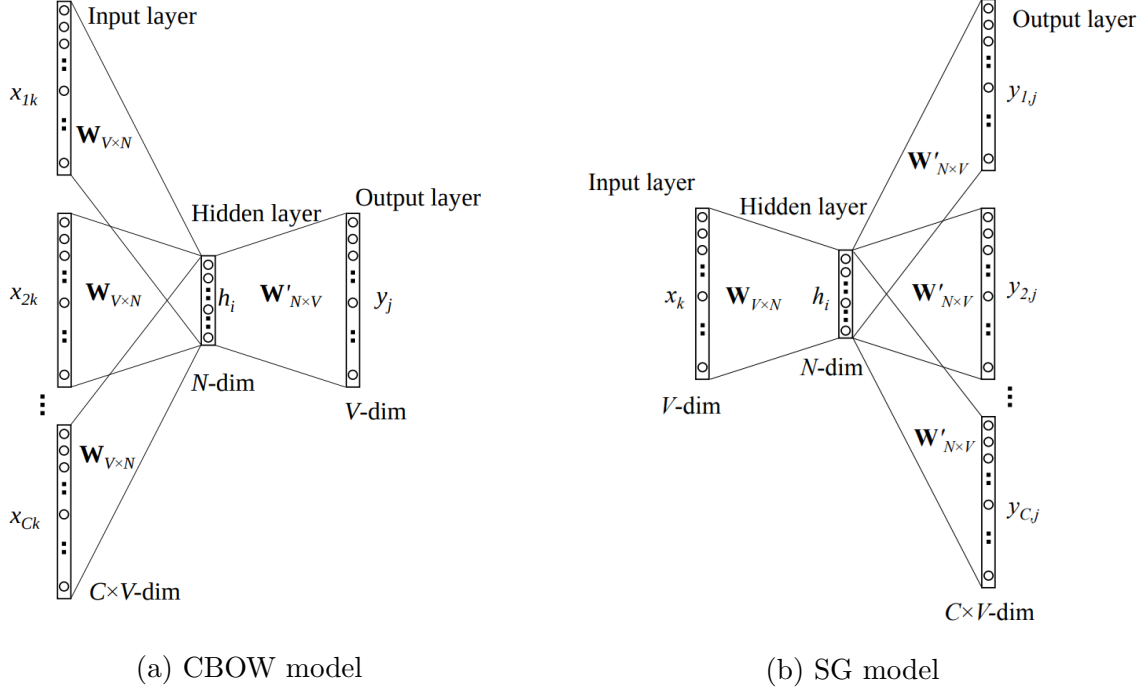 Input layer
x1k
WV×N
x2k
WV×N
xCk
WV×N
C×V-dim
Hidden layer
hi
N-dim
W'N×V
Output layer
yj
V-dim
(a) CBOW model
Input layer
xk
V-dim
WV×N
Hidden layer
hi
N-dim
Output layer
W'N×V
y1,j
W'N×V
y2,j
W'N×V
yC,j
C×V-dim
(b) SG model